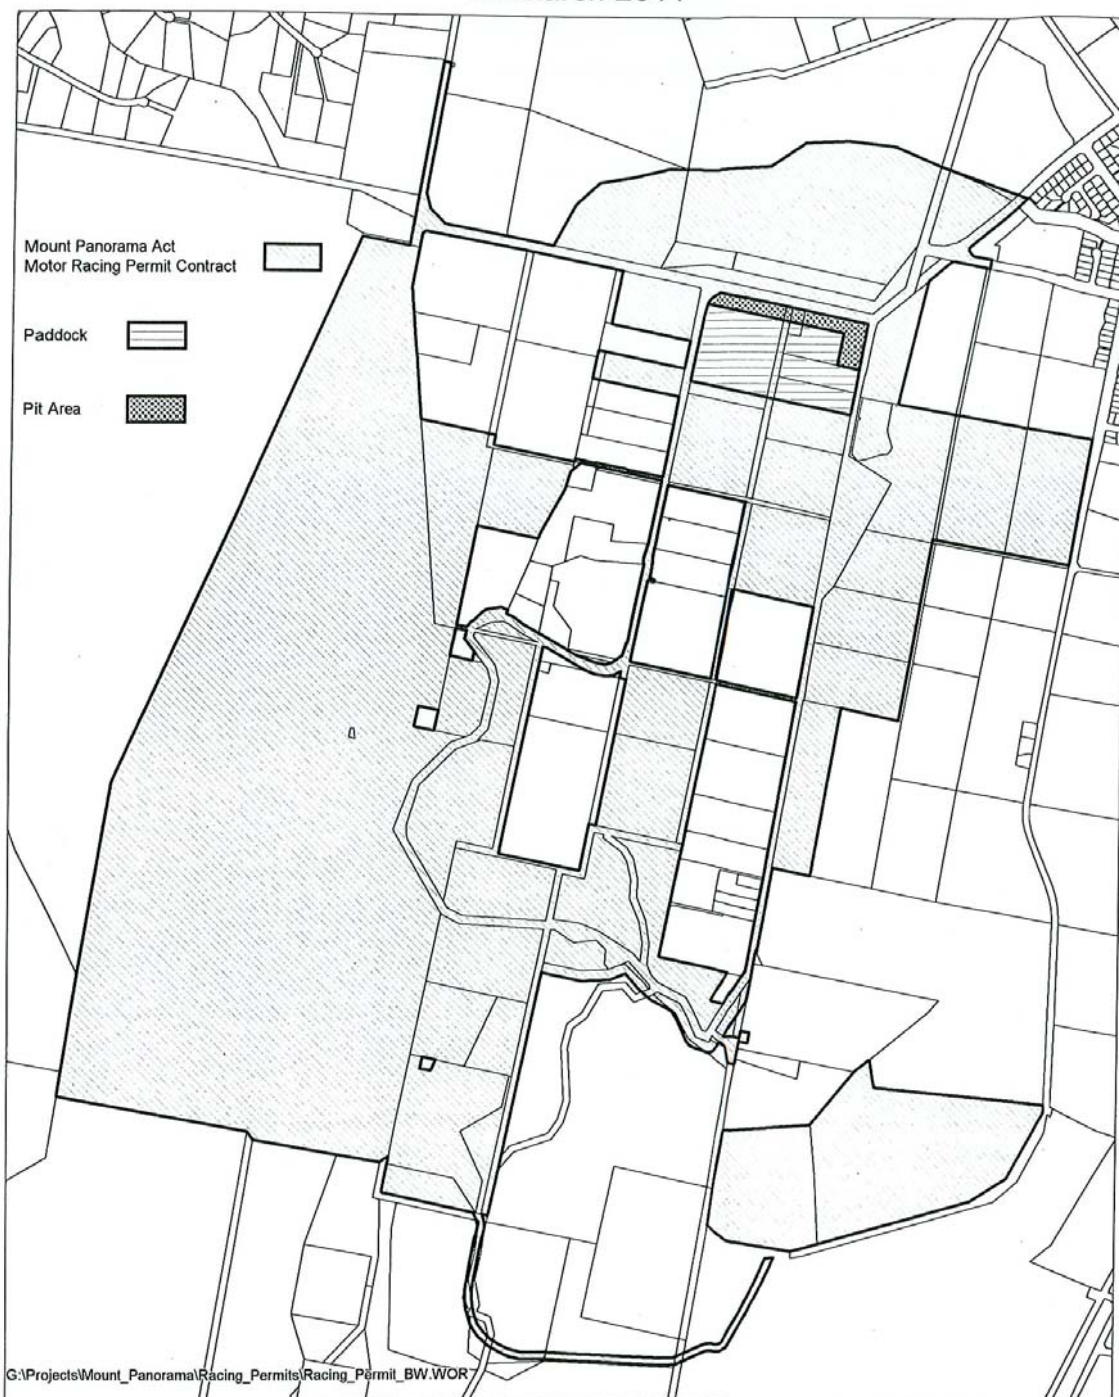 Mount Panorama Act
Motor Racing Permit Contract
Paddock
Pit Area
G:\Projects\Mount_Panorama\Racing_Permits\Racing_Permit_BW.WOR